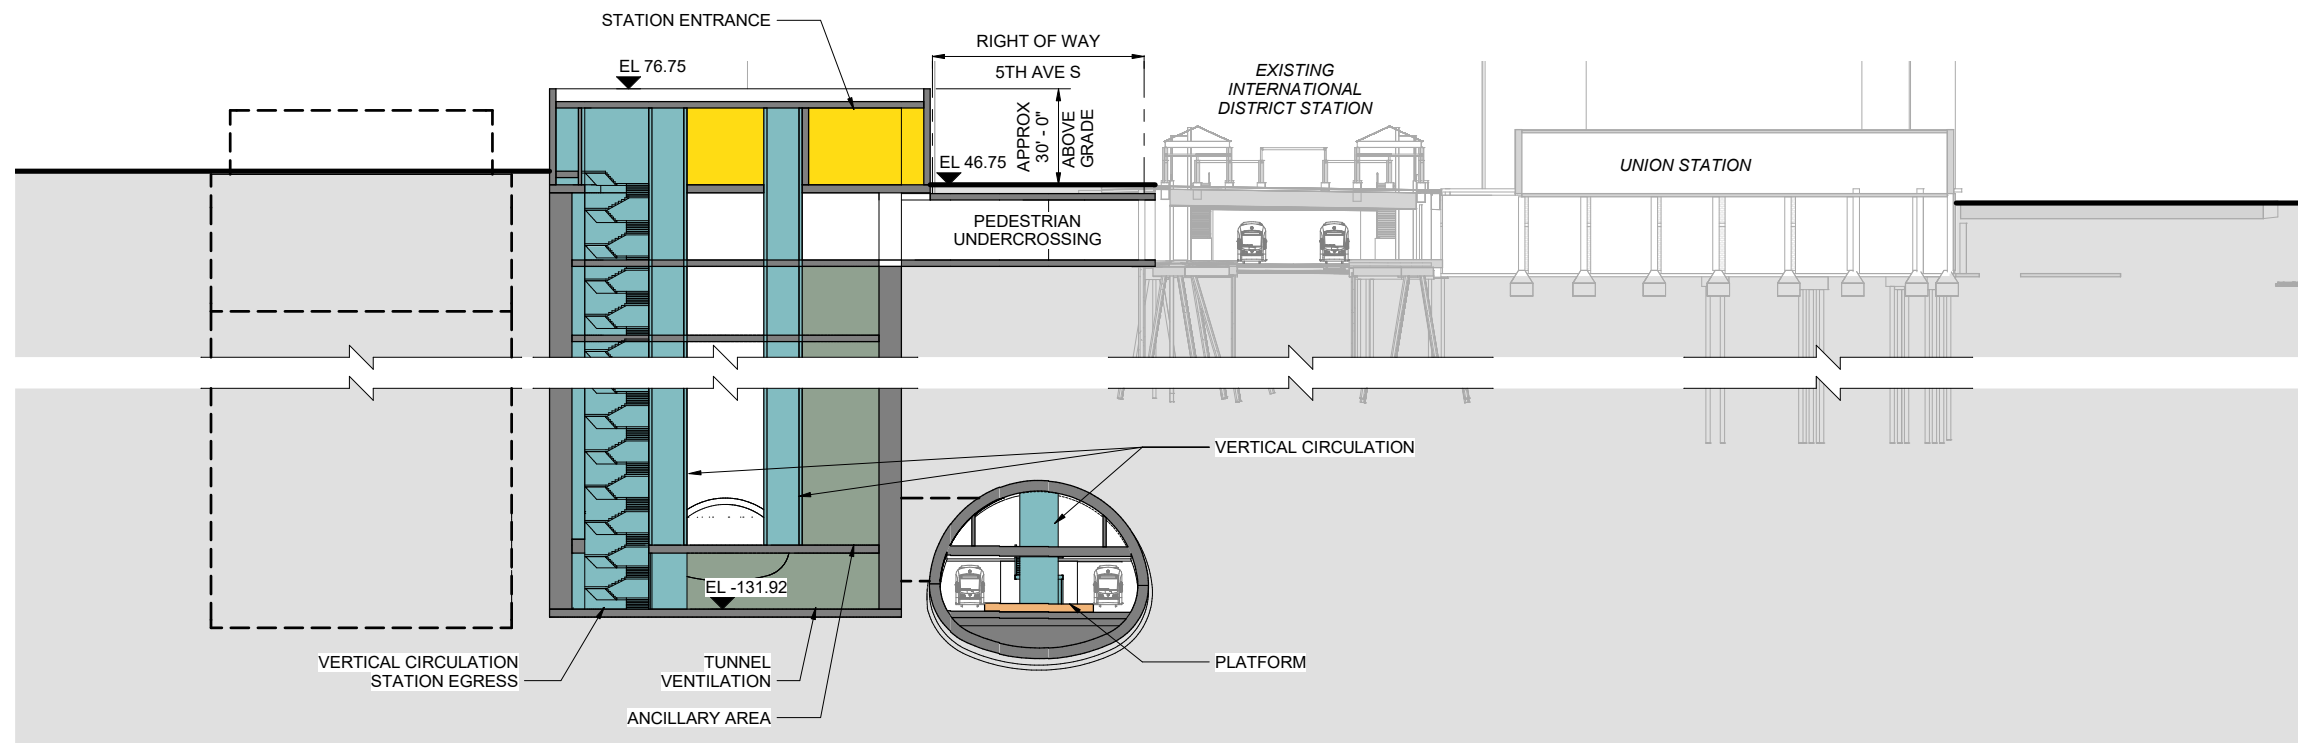 STATION ENTRANCE
RIGHT OF WAY
5TH AVE S
EL 76.75
EXISTING
INTERNATIONAL
DISTRICT STATION
APPROX
30' - 0"
ABOVE
GRADE
EL 46.75
UNION STATION
PEDESTRIAN
UNDERCROSSING
VERTICAL CIRCULATION
EL -131.92
VERTICAL CIRCULATION
STATION EGRESS
TUNNEL
VENTILATION
PLATFORM
ANCILLARY AREA